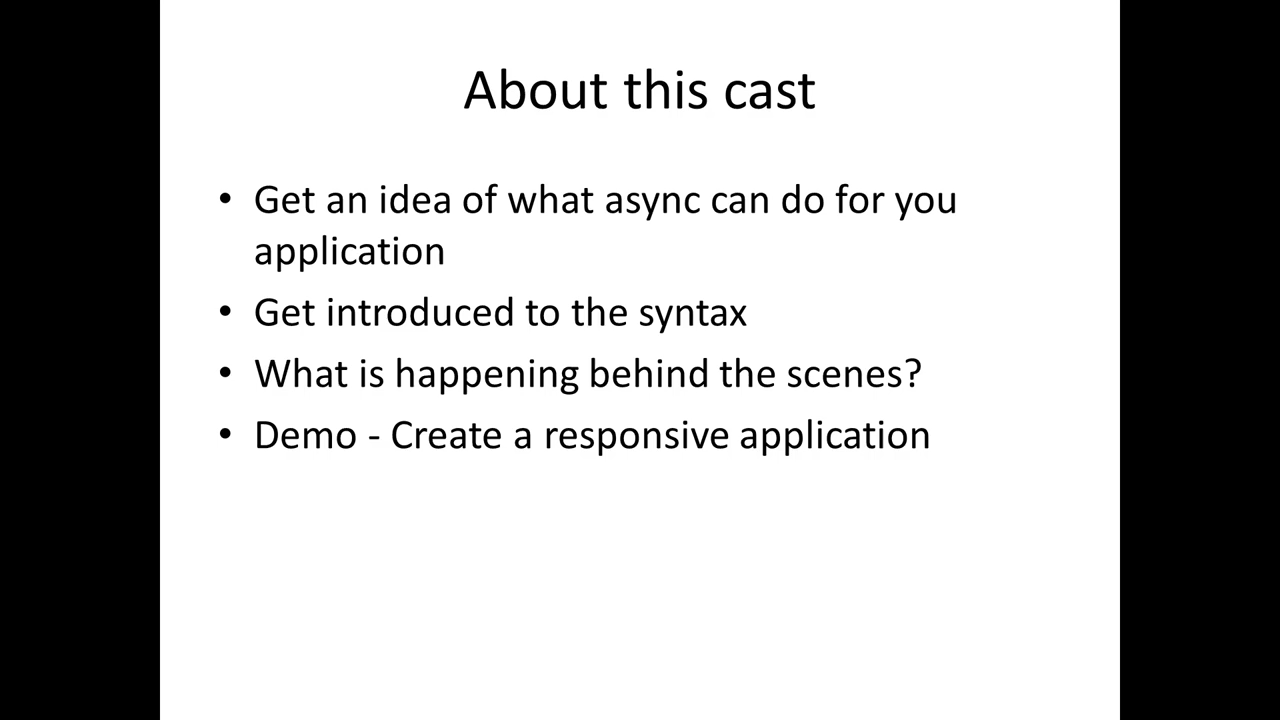 About this cast
• Get an idea of what async can do for you
application
• Get introduced to the syntax
• What is happening behind the scenes?
• Demo - Create a responsive application